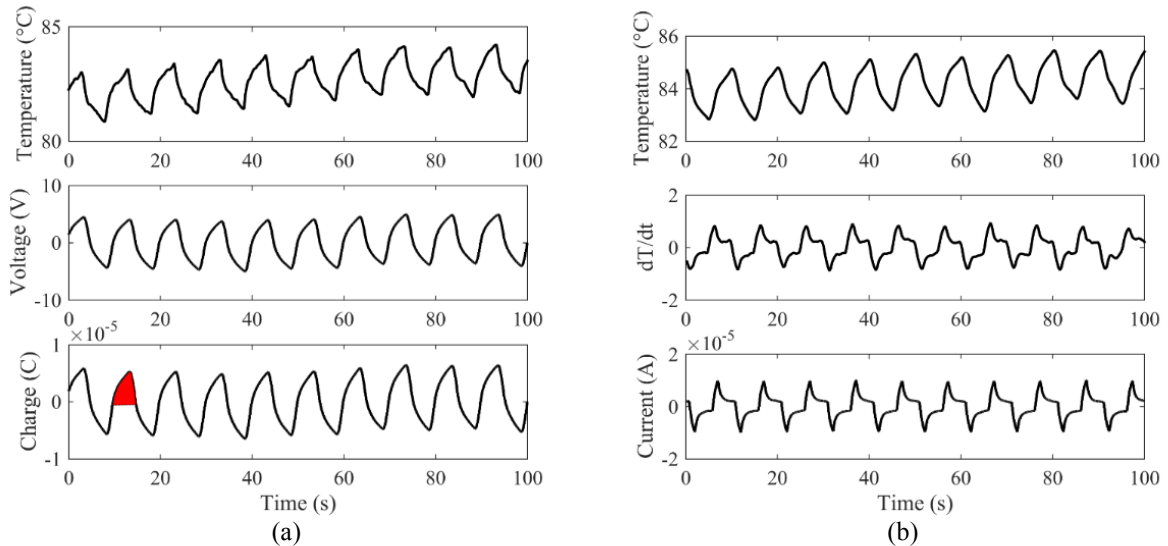 85
Temperature (°C)
80
0 20 40 60 80 100
10
Voltage (V)
0
-10
0 20 40 60 80 100
×10-5
1
Charge (C)
0
-1
0 20 40 60 80 100
Time (s)
(a)
86
Temperature (°C)
84
82
0 20 40 60 80 100
2
dT/dt
0
-2
0 20 40 60 80 100
×10-5
2
Current (A)
0
-2
0 20 40 60 80 100
Time (s)
(b)